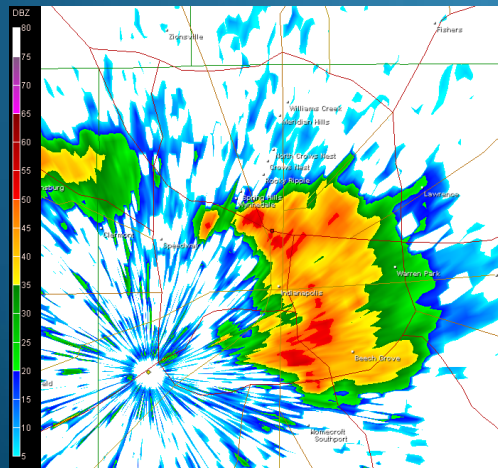 DBZ
80
75
70
65
60
55
50
45
40
35
30
25
20
15
10
5
Zionsville
Fishers
Williams Creek
Meridian Hills
North Crows Nest
Crows Nest
Rocky Ripple
nsburg
Spring Hills
Wynnedale
Lawrence
Clermont
Speedway
Warren Park
Indianapolis
Beech Grove
eld
Homecroft
Southport